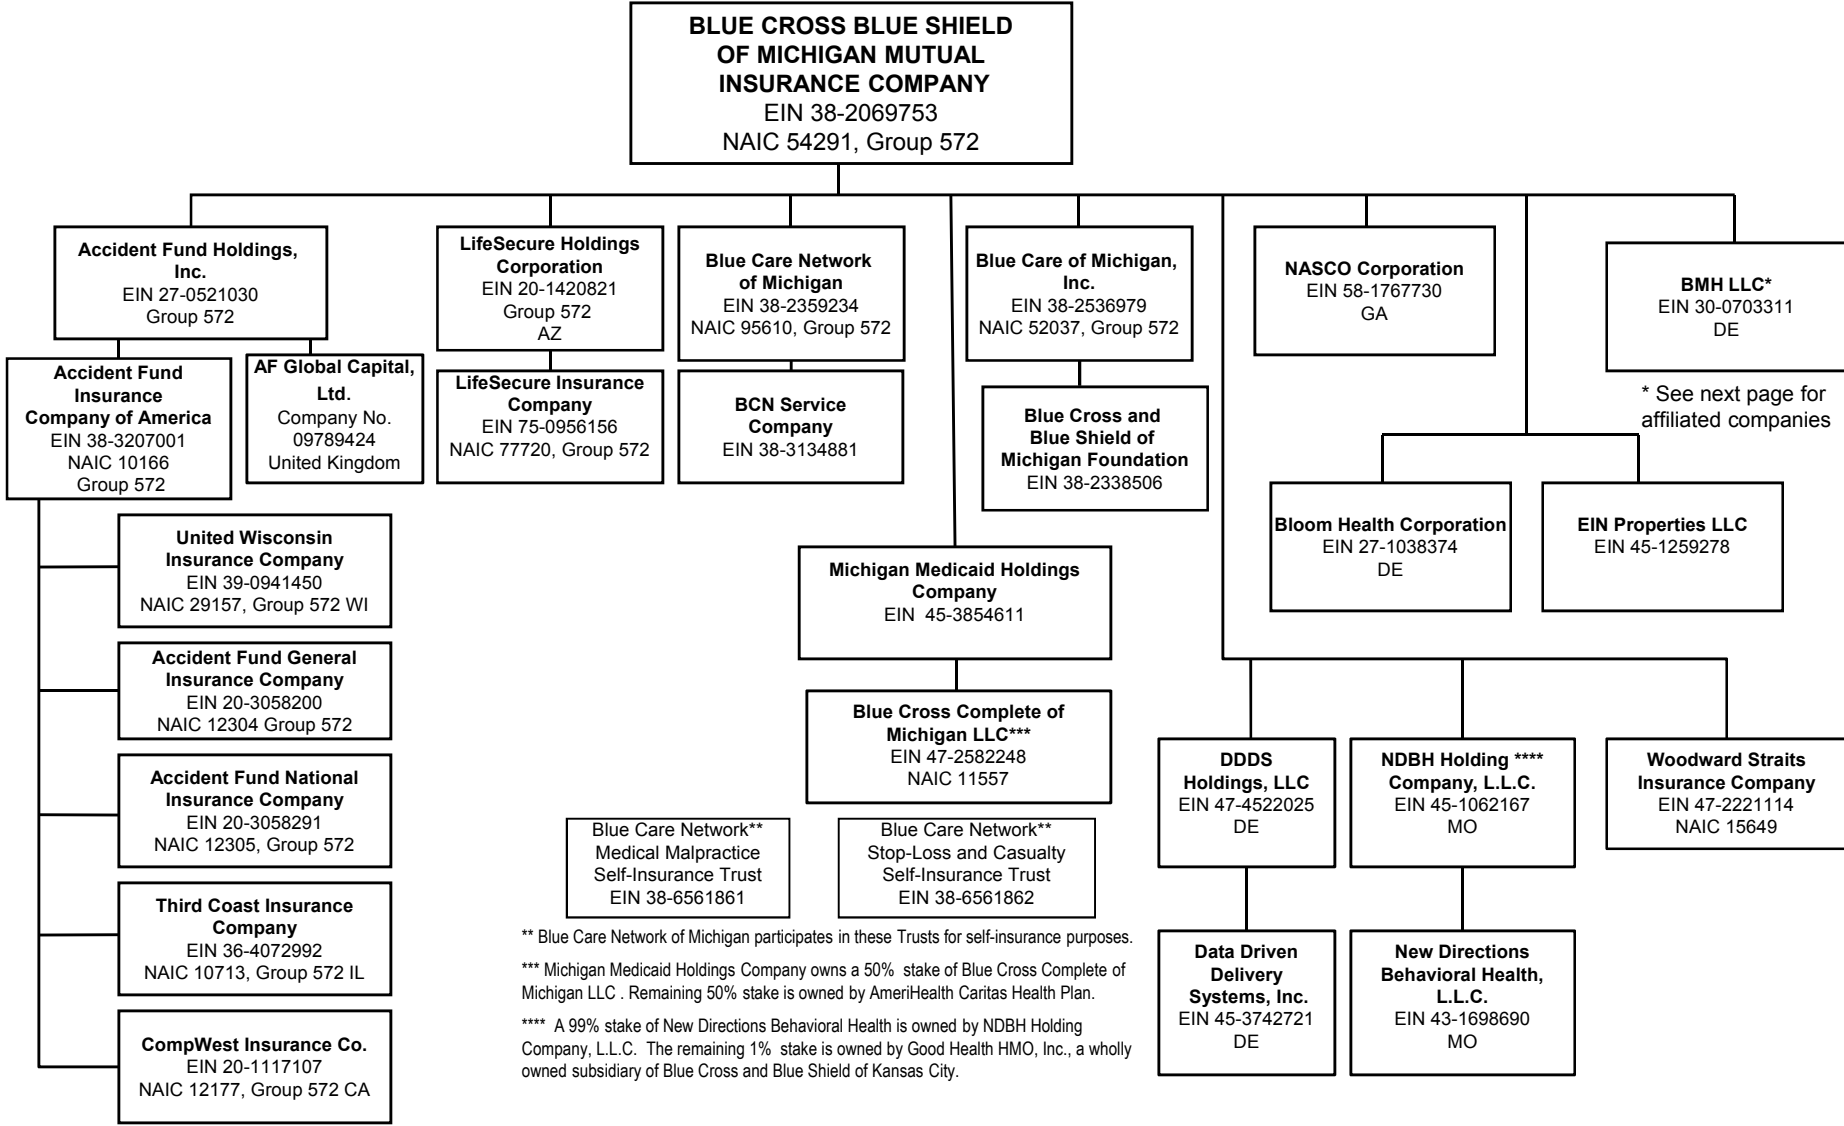 BLUE CROSS BLUE SHIELD
OF MICHIGAN MUTUAL
INSURANCE COMPANY
EIN 38-2069753
NAIC 54291, Group 572
Accident Fund Holdings,
Inc.
EIN 27-0521030
Group 572
LifeSecure Holdings
Corporation
EIN 20-1420821
Group 572
AZ
Blue Care Network
of Michigan
EIN 38-2359234
NAIC 95610, Group 572
Blue Care of Michigan,
Inc.
EIN 38-2536979
NAIC 52037, Group 572
NASCO Corporation
EIN 58-1767730
GA
BMH LLC*
EIN 30-0703311
DE
* See next page for
affiliated companies
Accident Fund
Insurance
Company of America
EIN 38-3207001
NAIC 10166
Group 572
AF Global Capital,
Ltd.
Company No.
09789424
United Kingdom
LifeSecure Insurance
Company
EIN 75-0956156
NAIC 77720, Group 572
BCN Service
Company
EIN 38-3134881
Blue Cross and
Blue Shield of
Michigan Foundation
EIN 38-2338506
Bloom Health Corporation
EIN 27-1038374
DE
EIN Properties LLC
EIN 45-1259278
United Wisconsin
Insurance Company
EIN 39-0941450
NAIC 29157, Group 572 WI
Accident Fund General
Insurance Company
EIN 20-3058200
NAIC 12304 Group 572
Accident Fund National
Insurance Company
EIN 20-3058291
NAIC 12305, Group 572
Third Coast Insurance
Company
EIN 36-4072992
NAIC 10713, Group 572 IL
CompWest Insurance Co.
EIN 20-1117107
NAIC 12177, Group 572 CA
Michigan Medicaid Holdings
Company
EIN 45-3854611
Blue Cross Complete of
Michigan LLC***
EIN 47-2582248
NAIC 11557
Blue Care Network**
Medical Malpractice
Self-Insurance Trust
EIN 38-6561861
Blue Care Network**
Stop-Loss and Casualty
Self-Insurance Trust
EIN 38-6561862
DDDS
Holdings, LLC
EIN 47-4522025
DE
NDBH Holding ****
Company, L.L.C.
EIN 45-1062167
MO
Woodward Straits
Insurance Company
EIN 47-2221114
NAIC 15649
Data Driven
Delivery
Systems, Inc.
EIN 45-3742721
DE
New Directions
Behavioral Health,
L.L.C.
EIN 43-1698690
MO
** Blue Care Network of Michigan participates in these Trusts for self-insurance purposes.
*** Michigan Medicaid Holdings Company owns a 50% stake of Blue Cross Complete of
Michigan LLC . Remaining 50% stake is owned by AmeriHealth Caritas Health Plan.
**** A 99% stake of New Directions Behavioral Health is owned by NDBH Holding
Company, L.L.C. The remaining 1% stake is owned by Good Health HMO, Inc., a wholly
owned subsidiary of Blue Cross and Blue Shield of Kansas City.